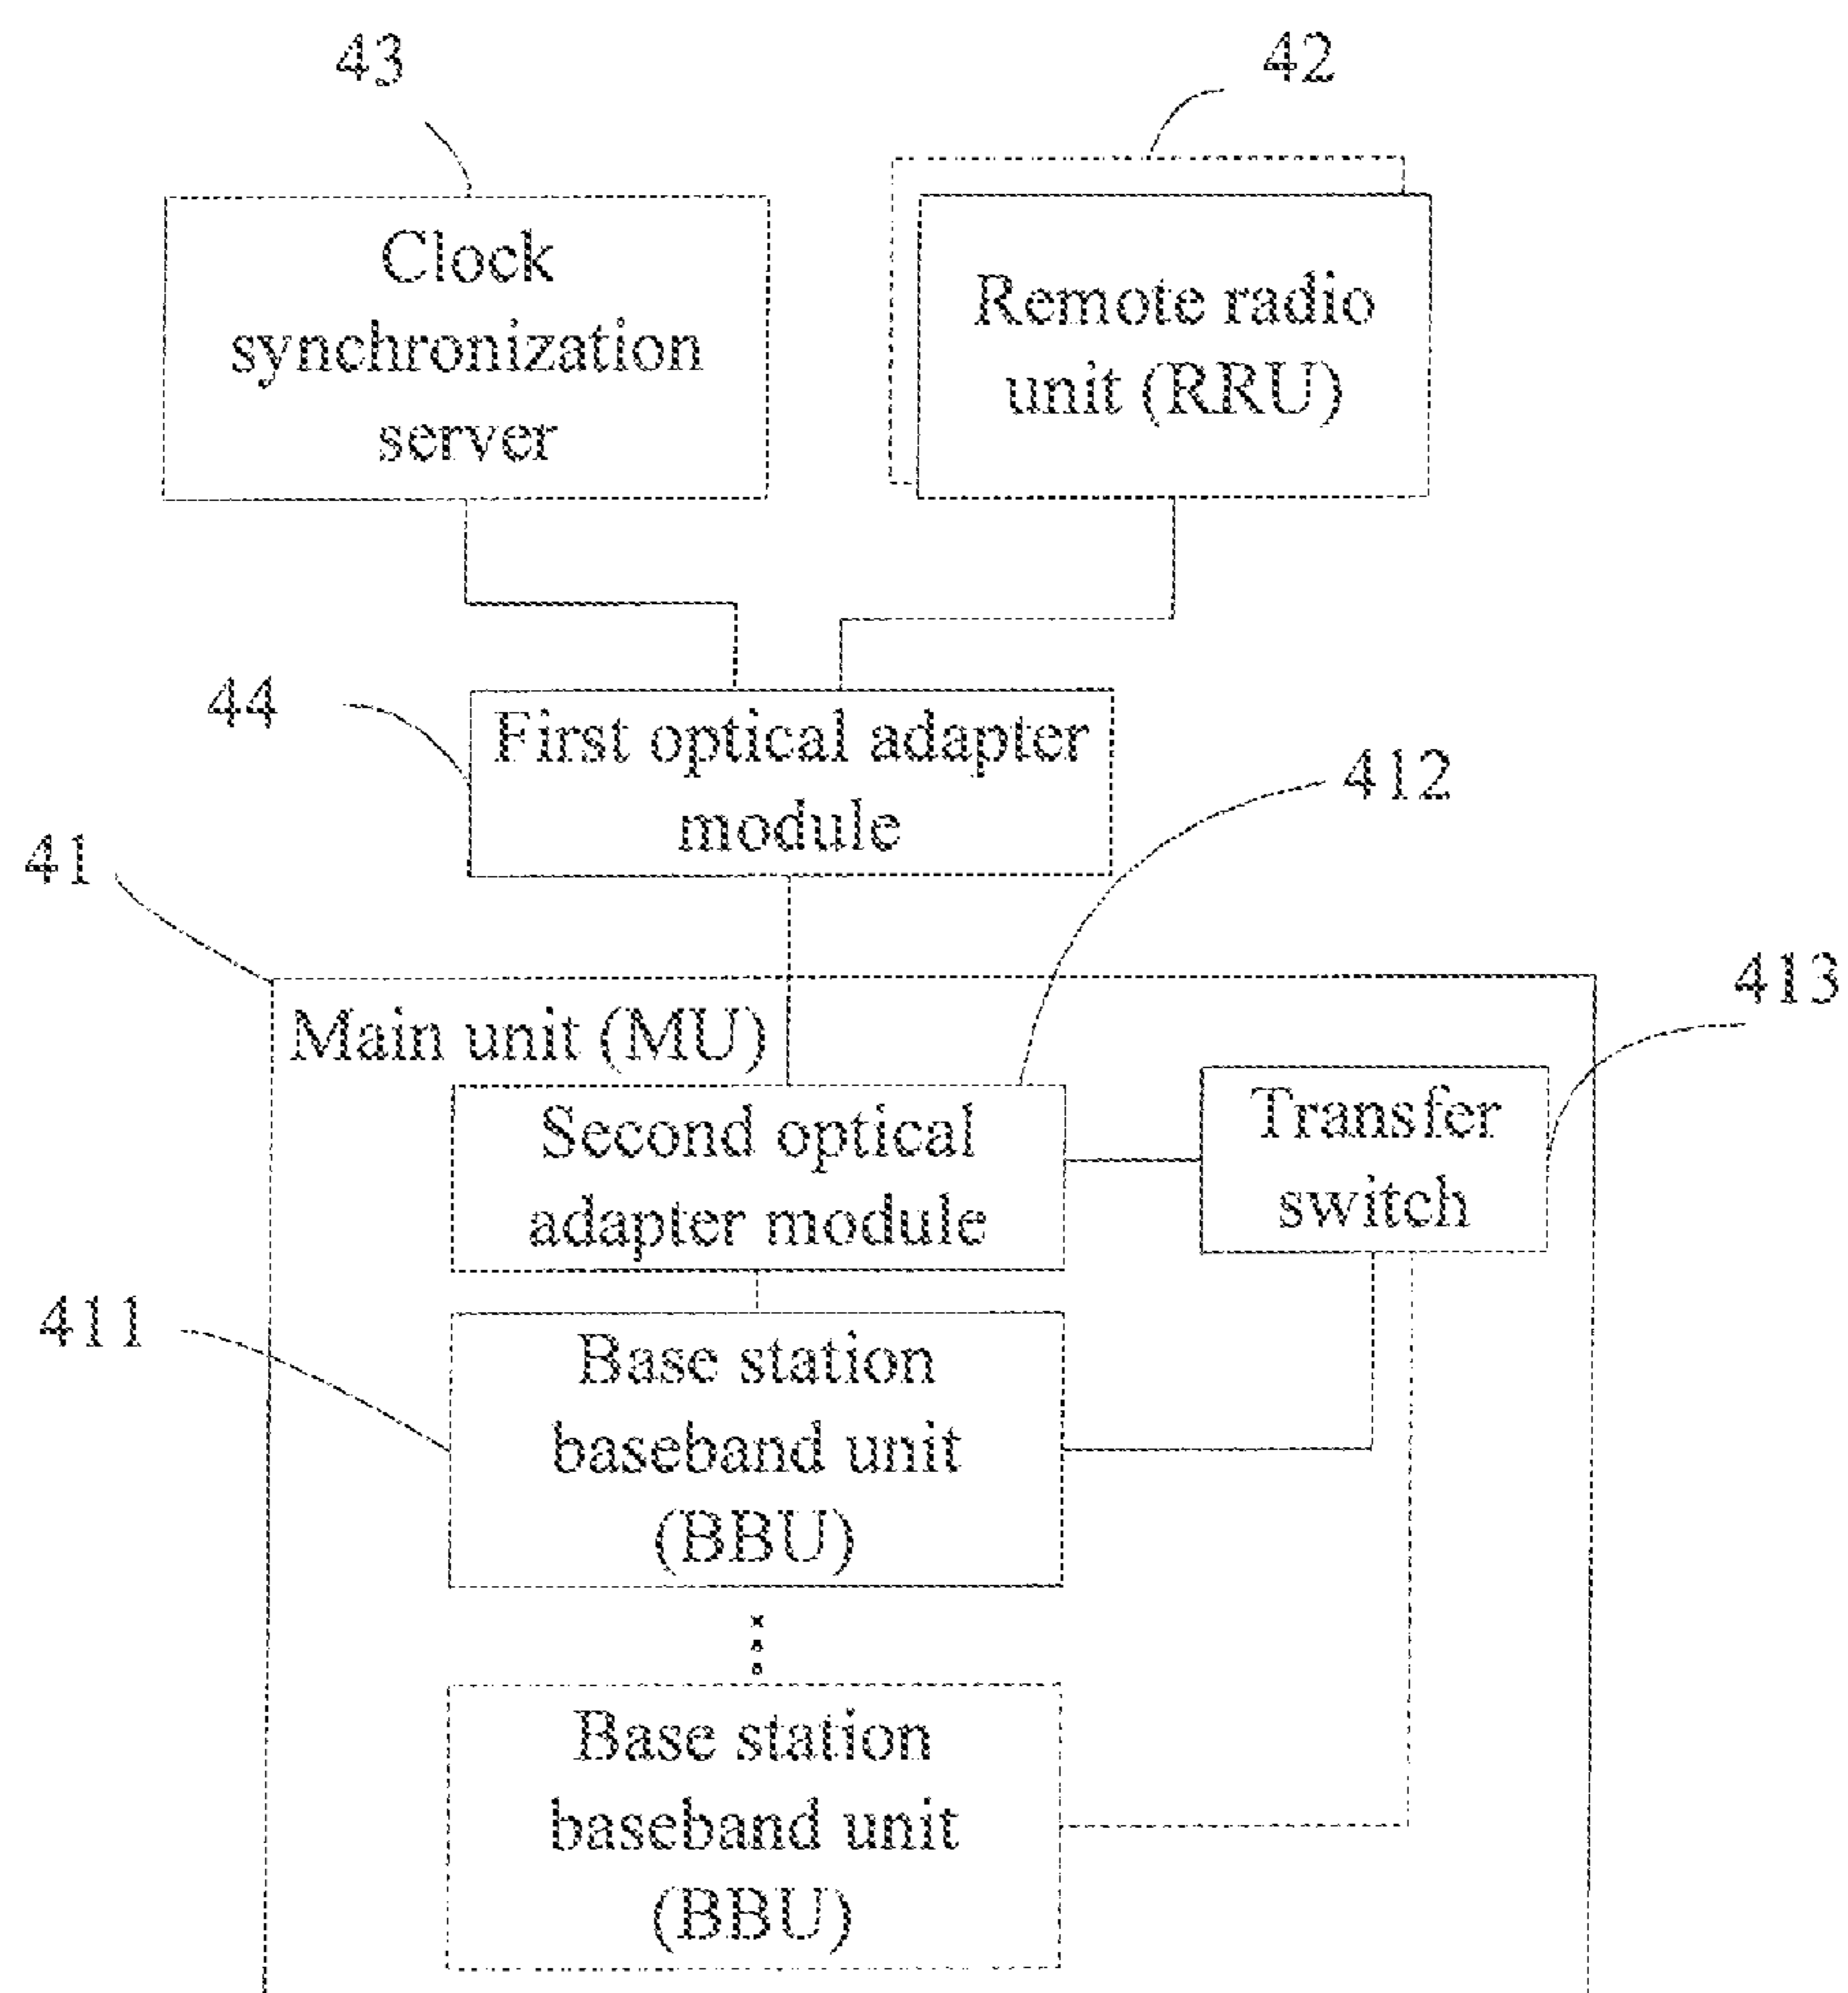 43
42
Clock
synchronization
server
Remote radio
unit (RRU)
44
First optical adapter
module
412
41
413
Main unit (MU)
Second optical
adapter module
Transfer
switch
411
Base station
baseband unit
(BBU)
Base station
baseband unit
(BBU)